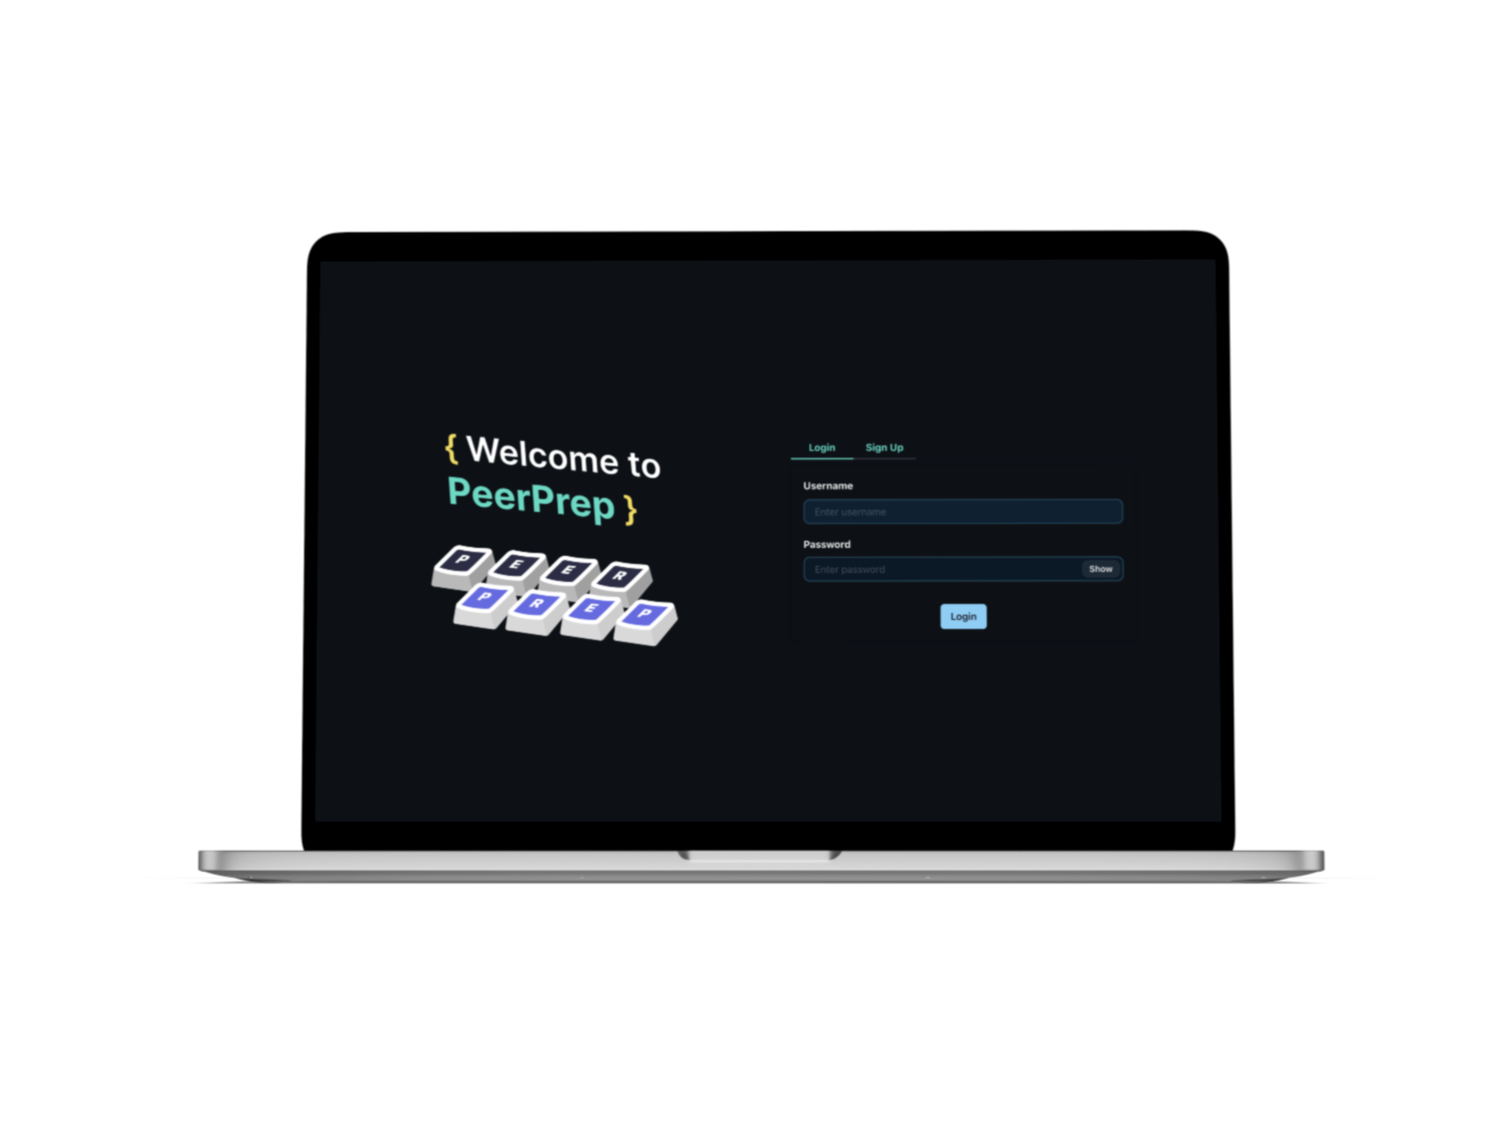 { Welcome to
PeerPrep }
P E E R
P R E P
Login Sign Up
Username
Enter username
Password
Enter password Show
Login